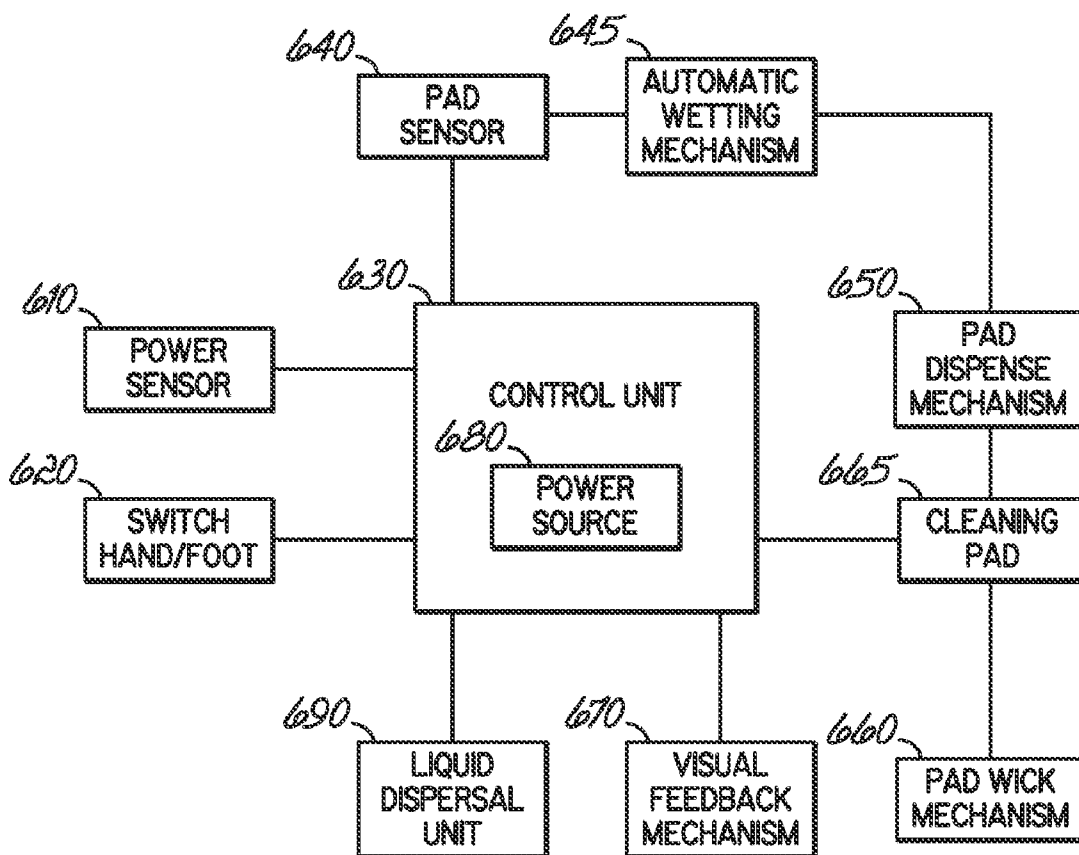 640
PAD
SENSOR
645
AUTOMATIC
WETTING
MECHANISM
610
POWER
SENSOR
630
CONTROL UNIT
650
PAD
DISPENSE
MECHANISM
620
SWITCH
HAND/FOOT
680
POWER
SOURCE
665
CLEANING
PAD
690
LIQUID
DISPERSAL
UNIT
670
VISUAL
FEEDBACK
MECHANISM
660
PAD WICK
MECHANISM